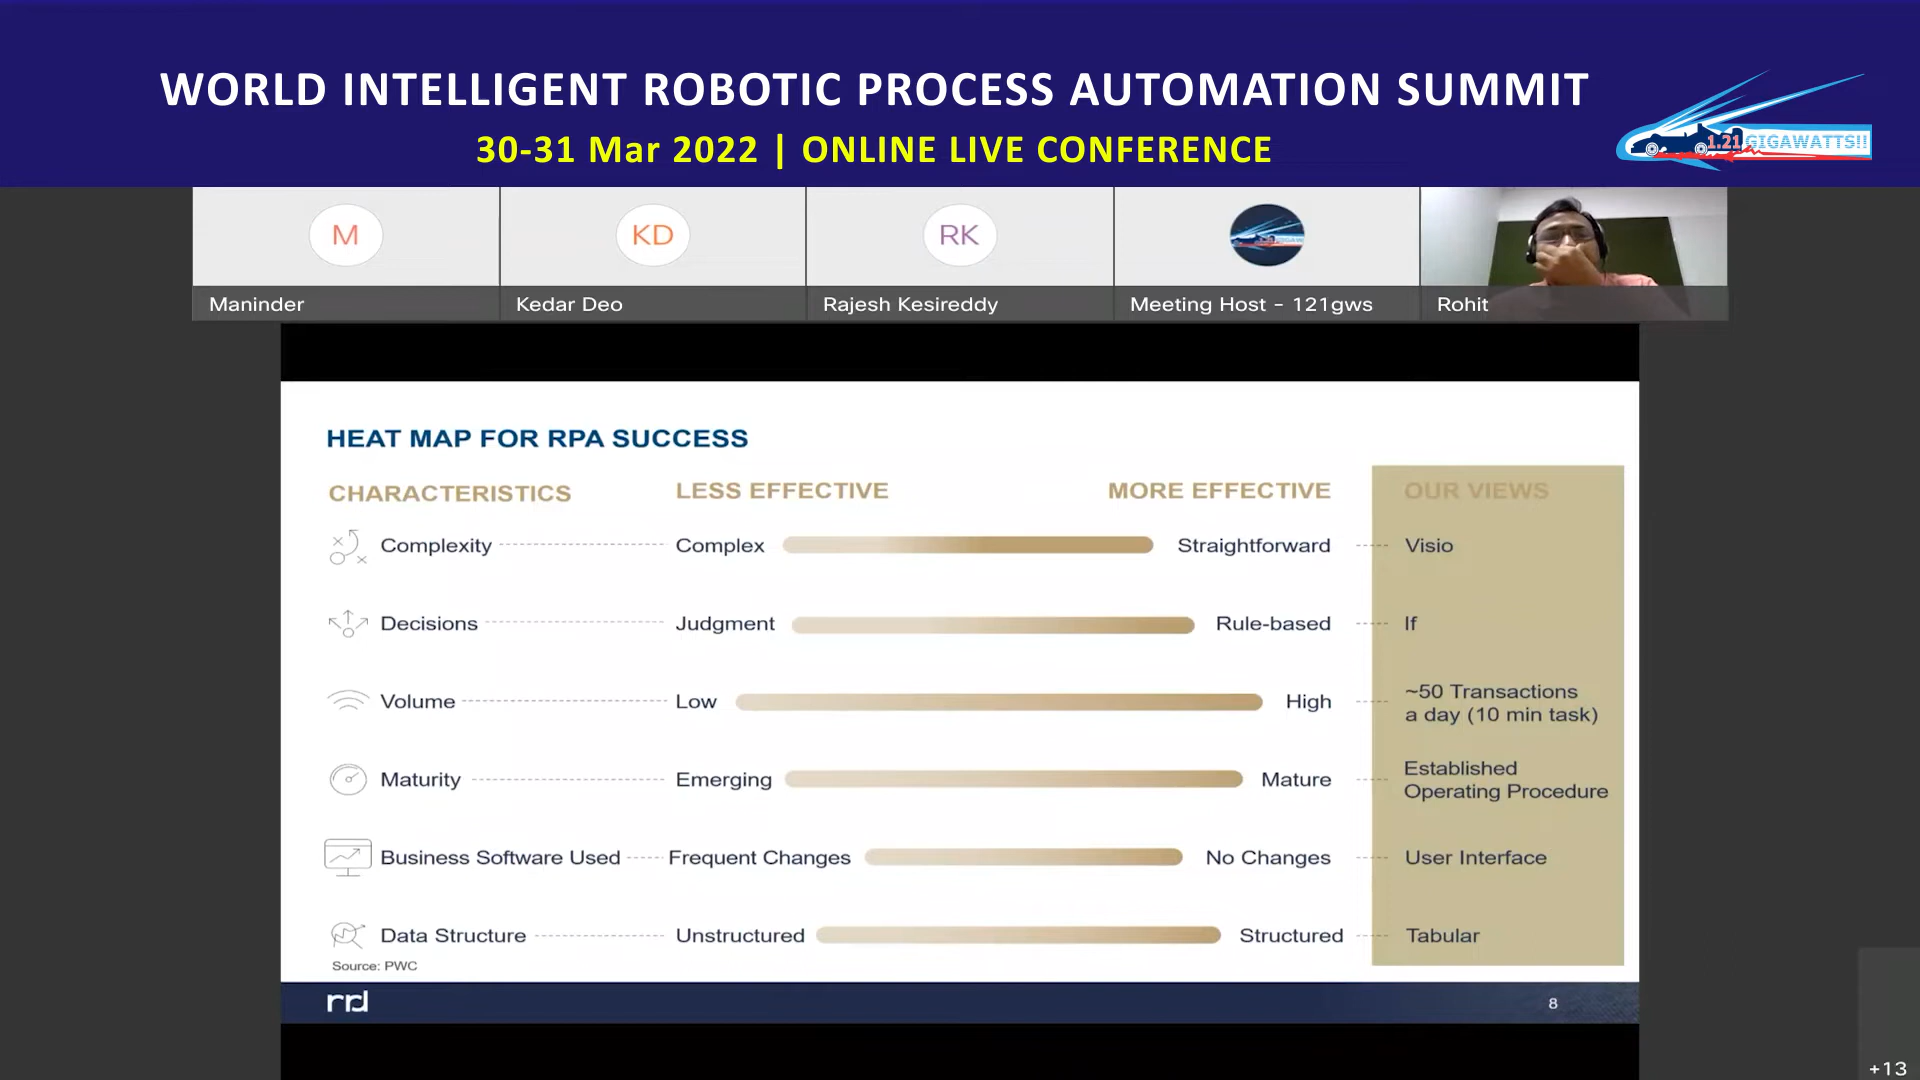 WORLD INTELLIGENT ROBOTIC PROCESS AUTOMATION SUMMIT
30-31 Mar 2022 | ONLINE LIVE CONFERENCE
1.21 GIGAWATTS!!
M
KD
RK
Maninder
Kedar Deo
Rajesh Kesireddy
Meeting Host - 121gws
Rohit
HEAT MAP FOR RPA SUCCESS
CHARACTERISTICS LESS EFFECTIVE MORE EFFECTIVE OUR VIEWS
Complexity Complex Straightforward Visio
Decisions Judgment Rule-based If
Volume Low High ~50 Transactions
a day (10 min task)
Maturity Emerging Mature Established
Operating Procedure
Business Software Used Frequent Changes No Changes User Interface
Data Structure Unstructured Structured Tabular
Source: PWC
rrd
8
+13